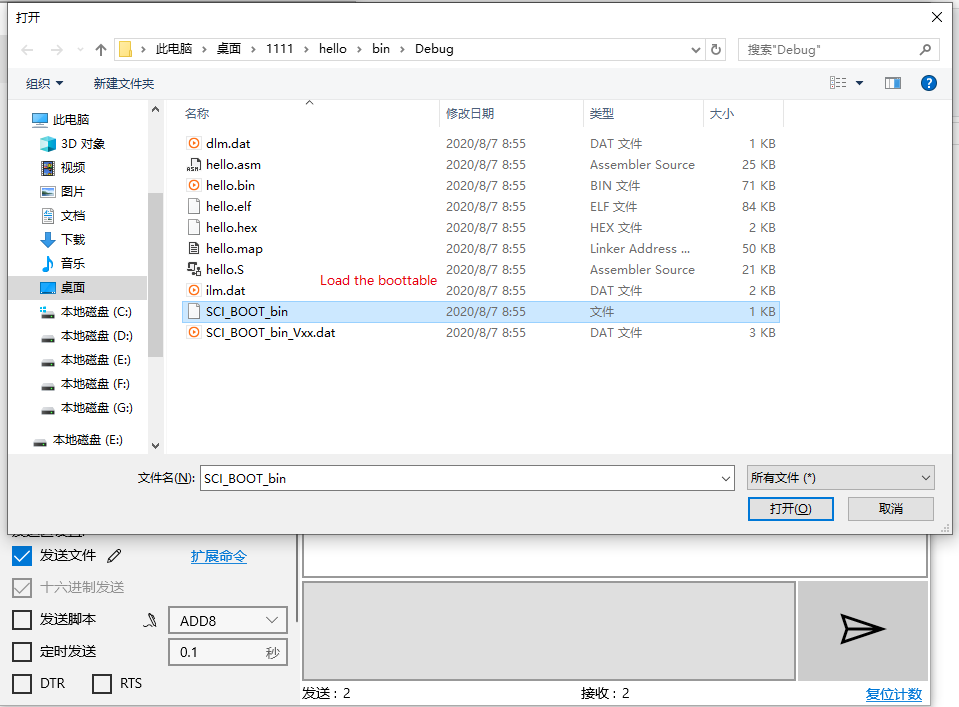 打开
此电脑 桌面 1111 hello bin Debug
搜索"Debug"
组织 新建文件夹
名称 修改日期 类型 大小
此电脑
3D 对象
视频
图片
文档
下载
音乐
桌面
本地磁盘 (C:)
本地磁盘 (D:)
本地磁盘 (E:)
本地磁盘 (F:)
本地磁盘 (G:)
本地磁盘 (E:)
dlm.dat 2020/8/7 8:55 DAT 文件 1 KB
hello.asm 2020/8/7 8:55 Assembler Source 25 KB
hello.bin 2020/8/7 8:55 BIN 文件 71 KB
hello.elf 2020/8/7 8:55 ELF 文件 84 KB
hello.hex 2020/8/7 8:55 HEX 文件 2 KB
hello.map 2020/8/7 8:55 Linker Address ... 50 KB
hello.S 2020/8/7 8:55 Assembler Source 21 KB
Load the boottable
ilm.dat 2020/8/7 8:55 DAT 文件 2 KB
SCI_BOOT_bin 2020/8/7 8:55 文件 1 KB
SCI_BOOT_bin_Vxx.dat 2020/8/7 8:55 DAT 文件 3 KB
文件名(N): SCI_BOOT_bin 所有文件 (*)
打开(O) 取消
发送文件 扩展命令
十六进制发送
发送脚本 ADD8
定时发送 0.1 秒
DTR RTS
发送 : 2 接收 : 2 复位计数